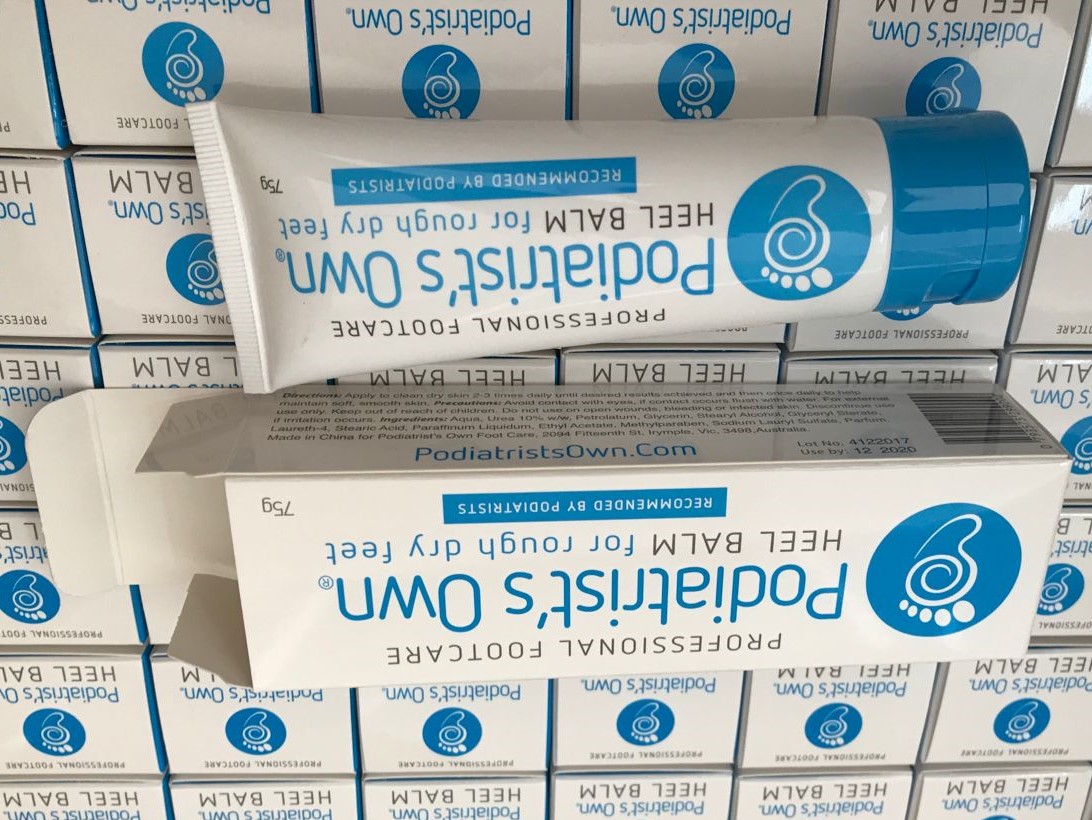 PROFESSIONAL FOOTCARE
Podiatrist's Own®
HEEL BALM for rough dry feet
RECOMMENDED BY PODIATRISTS
75g
Directions: Apply to clean dry skin 2-3 times daily until desired results achieved and then once daily to help
maintain soft, smooth skin. Precautions: Avoid contact with eyes, if contact occurs flush with water. For external
use only. Keep out of reach of children. Do not use on open wounds, bleeding or infected skin. Discontinue use
if irritation occurs. Ingredients: Aqua, Urea 10% w/w, Petrolatum, Glycerin, Stearyl Alcohol, Glyceryl Stearate,
Laureth-4, Stearic Acid, Paraffinum Liquidum, Ethyl Acetate, Methylparaben, Sodium Lauryl Sulfate, Parfum.
Made in China for Podiatrist's Own Foot Care, 2094 Fifteenth St, Irymple, Vic, 3498, Australia.
PodiatristsOwn.Com
Lot No. 4122017
Use by: 12 2020
PROFESSIONAL FOOTCARE
Podiatrist's Own®
HEEL BALM for rough dry feet
RECOMMENDED BY PODIATRISTS
75g
PROFESSIONAL FOOTCARE
Podiatrist's Own
HEEL BALM